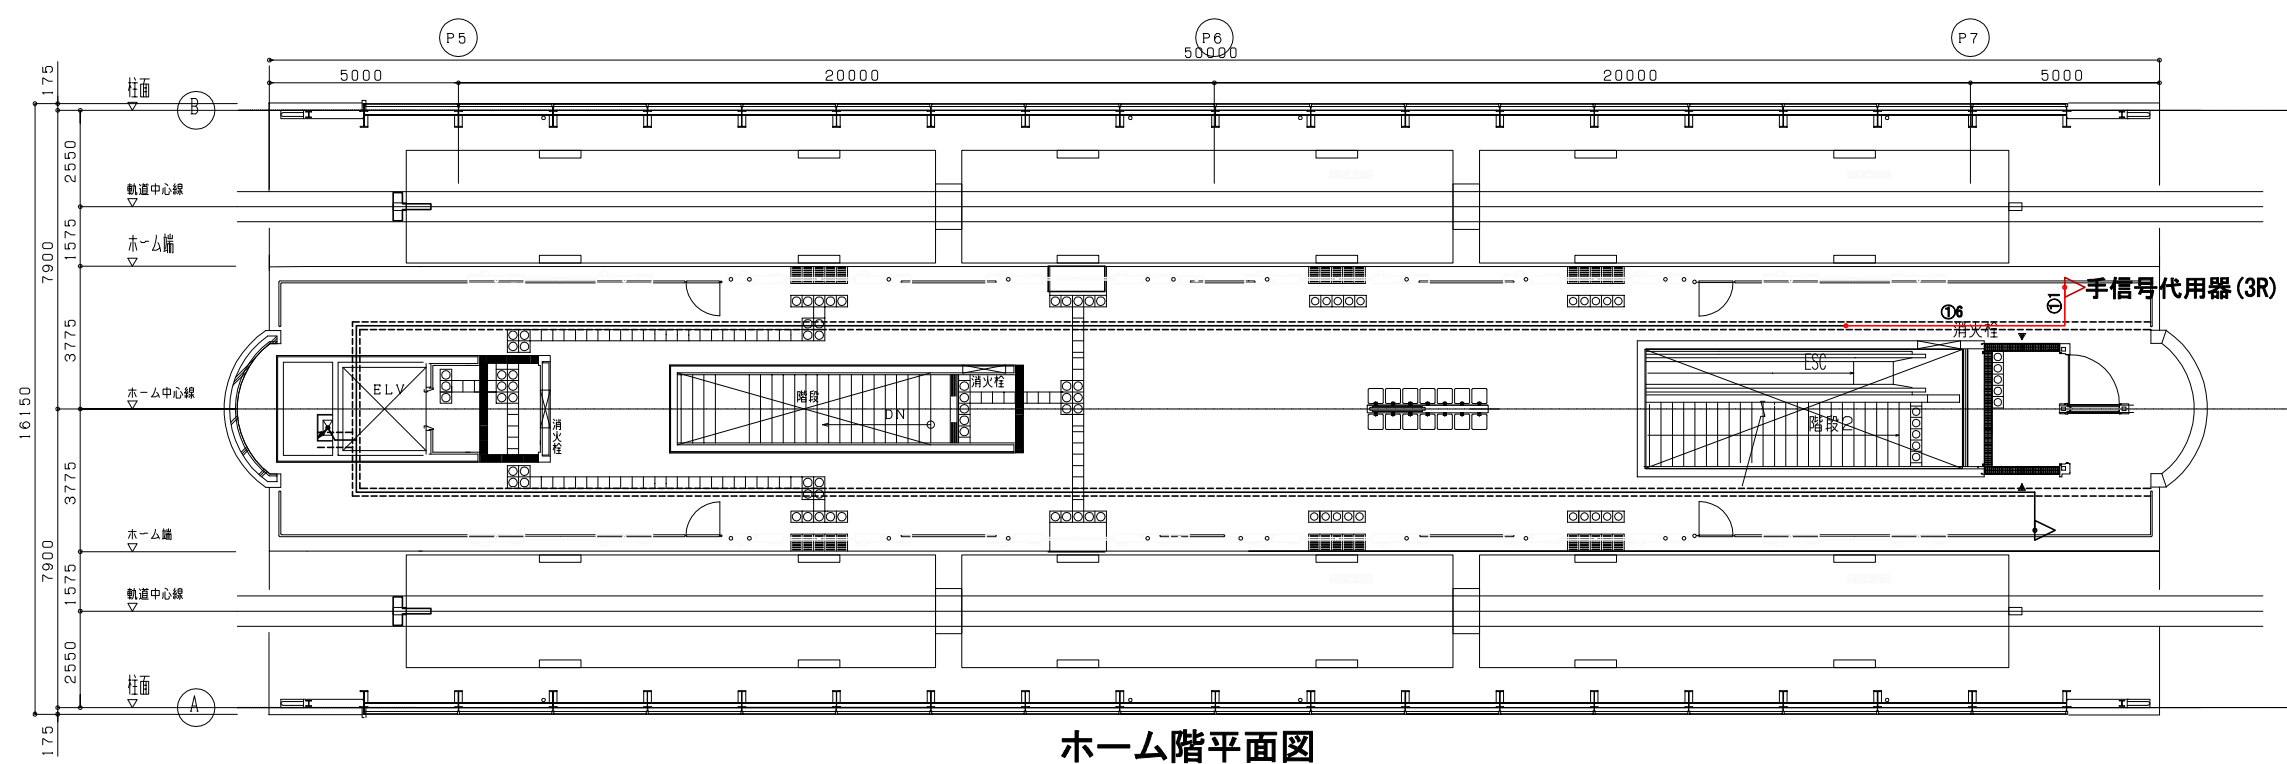 P5
P6
P7
50000
5000
20000
20000
5000
175
柱面
B
2550
軌道中心線
1575
7900
ホーム端
手信号代用器(3R)
①1
①6
消火栓
3775
ESC
ELV
消火栓
階段
ホーム中心線
16150
DN
階段2
消火栓
3775
ホーム端
7900
1575
軌道中心線
2550
柱面
A
175
ホーム階平面図